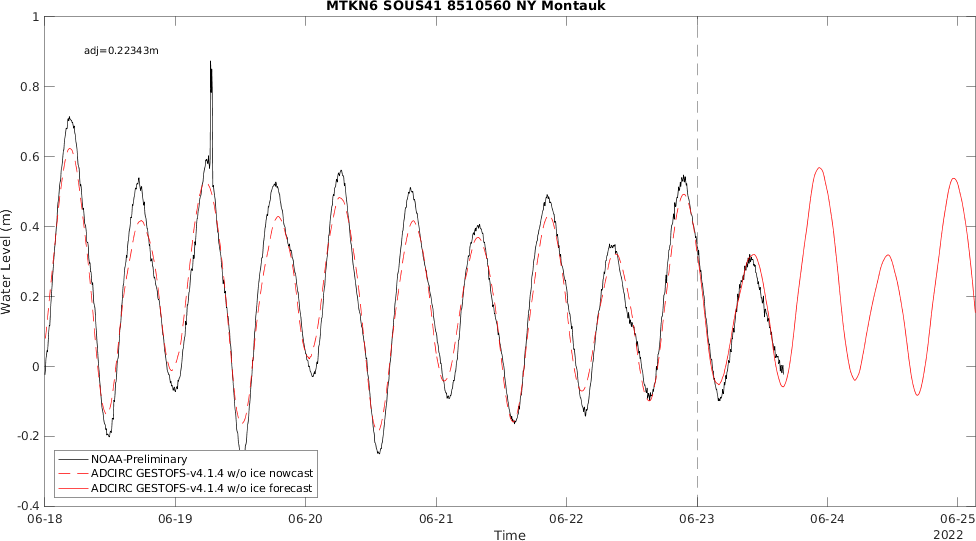 MTKN6 SOUS41 8510560 NY Montauk
adj=0.22343m
1
0.8
0.6
0.4
0.2
0
-0.2
-0.4
Water Level (m)
NOAA-Preliminary
ADCIRC GESTOFS-v4.1.4 w/o ice nowcast
ADCIRC GESTOFS-v4.1.4 w/o ice forecast
06-18 06-19 06-20 06-21 06-22 06-23 06-24 06-25
Time
2022